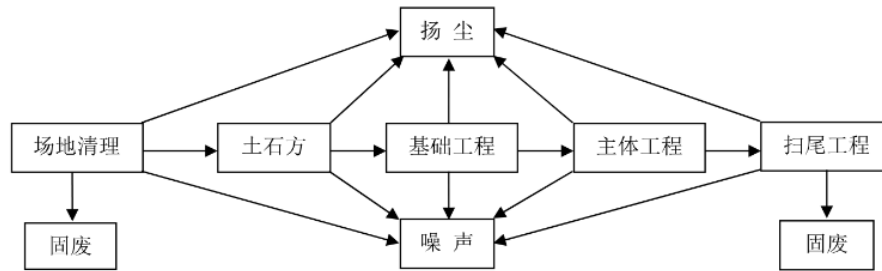 扬 尘
场地清理
土石方
基础工程
主体工程
扫尾工程
固废
噪 声
固废